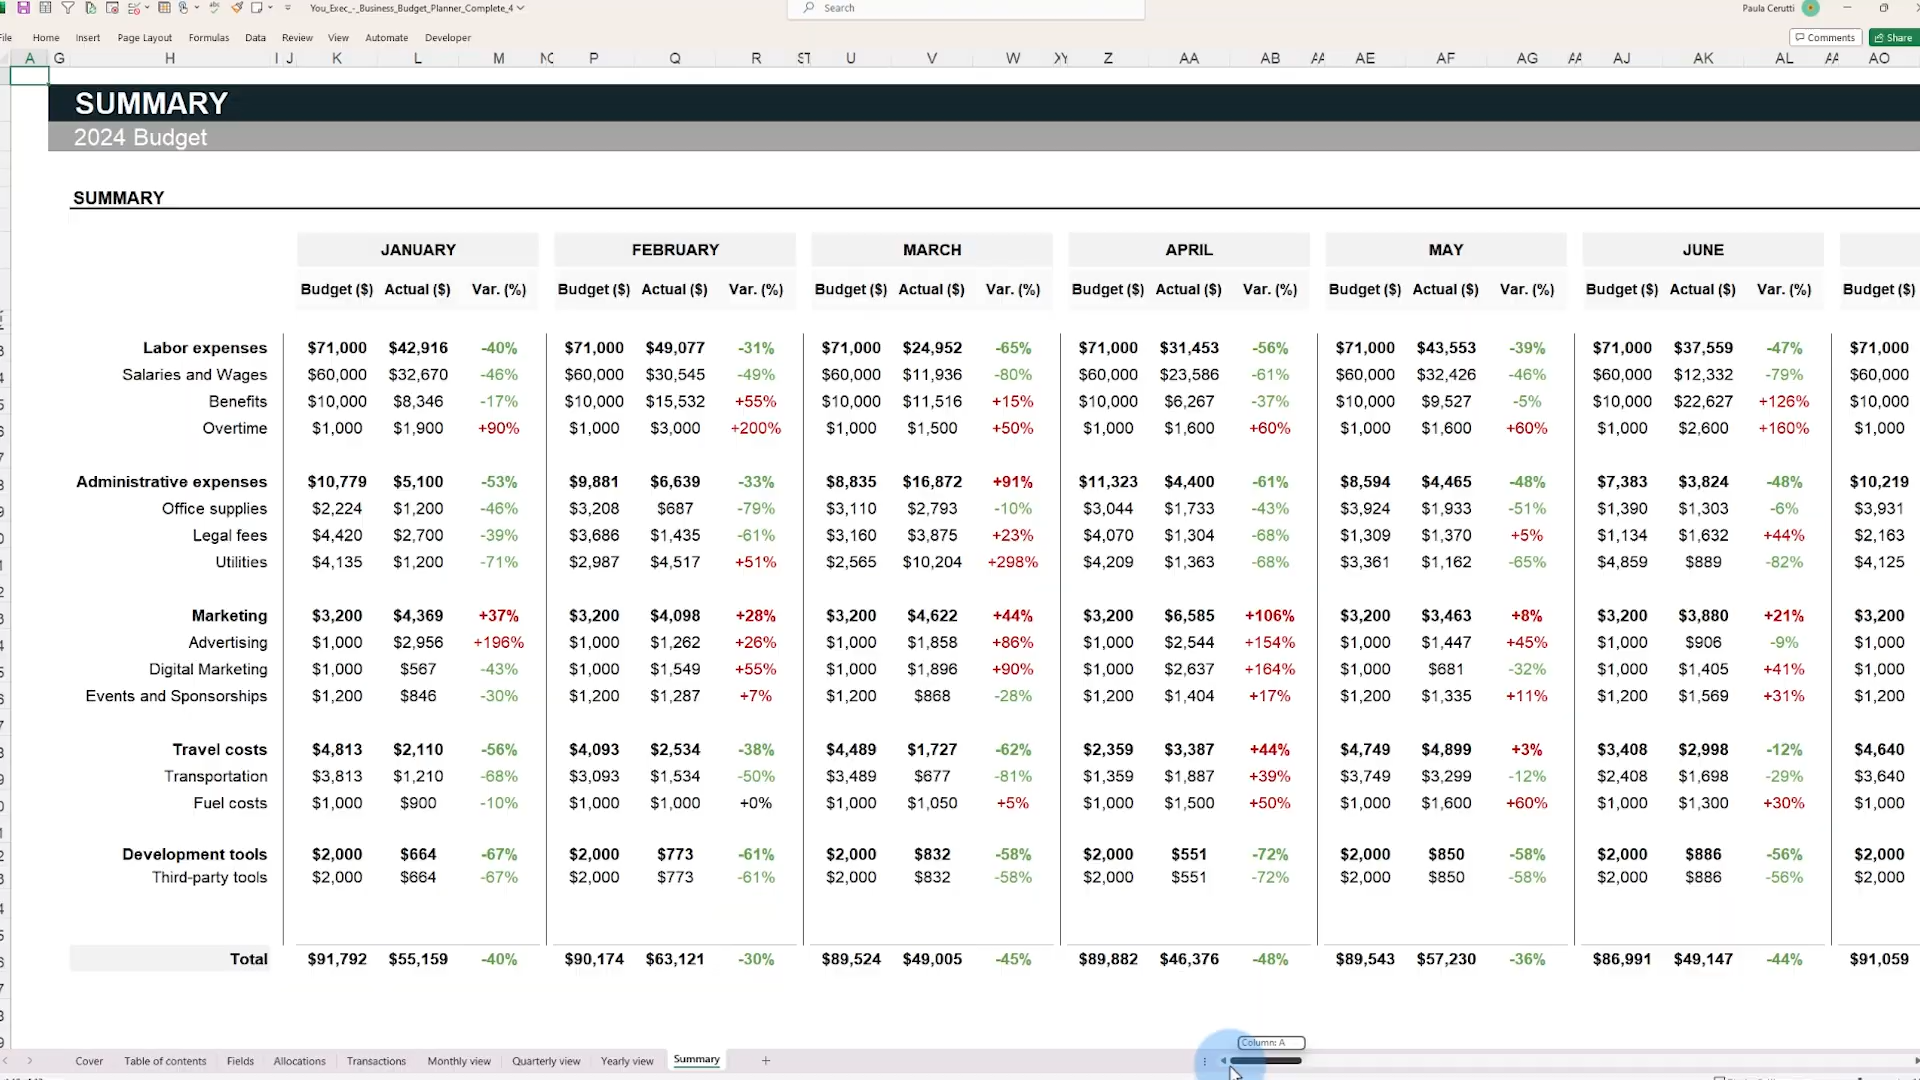 You_Exec_-_Business_Budget_Planner_Complete_4
Search
Paula Cerutti
Home Insert Page Layout Formulas Data Review View Automate Developer
Comments Share
A G H I J K L M P Q R U V W Z AA AB AE AF AG AJ AK AL AO
SUMMARY
2024 Budget
SUMMARY
JANUARY FEBRUARY MARCH APRIL MAY JUNE
Budget ($) Actual ($) Var. (%) Budget ($) Actual ($) Var. (%) Budget ($) Actual ($) Var. (%) Budget ($) Actual ($) Var. (%) Budget ($) Actual ($) Var. (%) Budget ($) Actual ($) Var. (%) Budget ($)
Labor expenses $71,000 $42,916 -40% $71,000 $49,077 -31% $71,000 $24,952 -65% $71,000 $31,453 -56% $71,000 $43,553 -39% $71,000 $37,559 -47% $71,000
Salaries and Wages $60,000 $32,670 -46% $60,000 $30,545 -49% $60,000 $11,936 -80% $60,000 $23,586 -61% $60,000 $32,426 -46% $60,000 $12,332 -79% $60,000
Benefits $10,000 $8,346 -17% $10,000 $15,532 +55% $10,000 $11,516 +15% $10,000 $6,267 -37% $10,000 $9,527 -5% $10,000 $22,627 +126% $10,000
Overtime $1,000 $1,900 +90% $1,000 $3,000 +200% $1,000 $1,500 +50% $1,000 $1,600 +60% $1,000 $1,600 +60% $1,000 $2,600 +160% $1,000
Administrative expenses $10,779 $5,100 -53% $9,881 $6,639 -33% $8,835 $16,872 +91% $11,323 $4,400 -61% $8,594 $4,465 -48% $7,383 $3,824 -48% $10,219
Office supplies $2,224 $1,200 -46% $3,208 $687 -79% $3,110 $2,793 -10% $3,044 $1,733 -43% $3,924 $1,933 -51% $1,390 $1,303 -6% $3,931
Legal fees $4,420 $2,700 -39% $3,686 $1,435 -61% $3,160 $3,875 +23% $4,070 $1,304 -68% $1,309 $1,370 +5% $1,134 $1,632 +44% $2,163
Utilities $4,135 $1,200 -71% $2,987 $4,517 +51% $2,565 $10,204 +298% $4,209 $1,363 -68% $3,361 $1,162 -65% $4,859 $889 -82% $4,125
Marketing $3,200 $4,369 +37% $3,200 $4,098 +28% $3,200 $4,622 +44% $3,200 $6,585 +106% $3,200 $3,463 +8% $3,200 $3,880 +21% $3,200
Advertising $1,000 $2,956 +196% $1,000 $1,262 +26% $1,000 $1,858 +86% $1,000 $2,544 +154% $1,000 $1,447 +45% $1,000 $906 -9% $1,000
Digital Marketing $1,000 $567 -43% $1,000 $1,549 +55% $1,000 $1,896 +90% $1,000 $2,637 +164% $1,000 $681 -32% $1,000 $1,405 +41% $1,000
Events and Sponsorships $1,200 $846 -30% $1,200 $1,287 +7% $1,200 $868 -28% $1,200 $1,404 +17% $1,200 $1,335 +11% $1,200 $1,569 +31% $1,200
Travel costs $4,813 $2,110 -56% $4,093 $2,534 -38% $4,489 $1,727 -62% $2,359 $3,387 +44% $4,749 $4,899 +3% $3,408 $2,998 -12% $4,640
Transportation $3,813 $1,210 -68% $3,093 $1,534 -50% $3,489 $677 -81% $1,359 $1,887 +39% $3,749 $3,299 -12% $2,408 $1,698 -29% $3,640
Fuel costs $1,000 $900 -10% $1,000 $1,000 +0% $1,000 $1,050 +5% $1,000 $1,500 +50% $1,000 $1,600 +60% $1,000 $1,300 +30% $1,000
Development tools $2,000 $664 -67% $2,000 $773 -61% $2,000 $832 -58% $2,000 $551 -72% $2,000 $850 -58% $2,000 $886 -56% $2,000
Third-party tools $2,000 $664 -67% $2,000 $773 -61% $2,000 $832 -58% $2,000 $551 -72% $2,000 $850 -58% $2,000 $886 -56% $2,000
Total $91,792 $55,159 -40% $90,174 $63,121 -30% $89,524 $49,005 -45% $89,882 $46,376 -48% $89,543 $57,230 -36% $86,991 $49,147 -44% $91,059
Column: A
Cover Table of contents Fields Allocations Transactions Monthly view Quarterly view Yearly view Summary